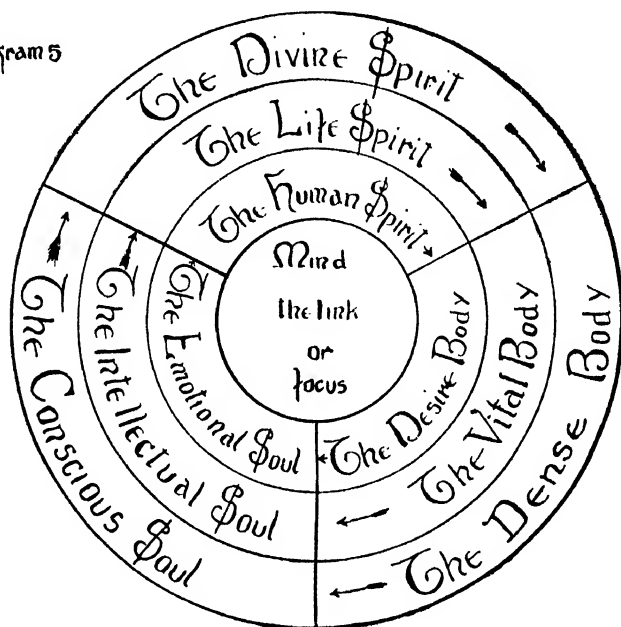 gram 5
The Divine Spirit
The Life Spirit
The Human Spirit
Mind
The link
or
focus
The Desire Body
The Vital Body
The Dense Body
The Emotional Soul
The Intellectual Soul
The Conscious Soul